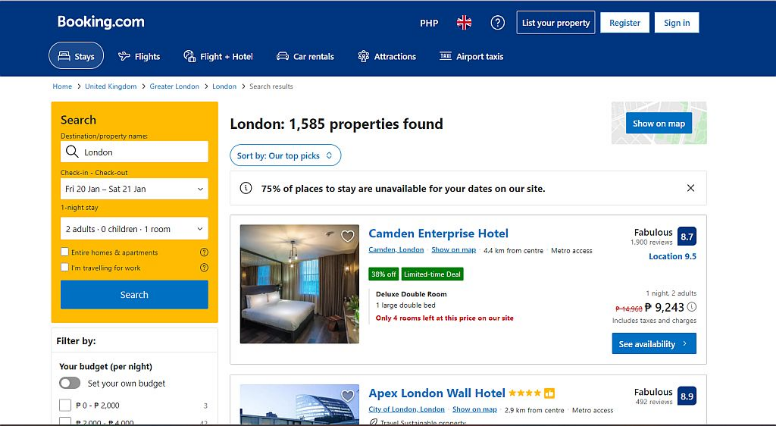 Booking.com
PHP
List your property
Register
Sign in
Stays
Flights
Flight + Hotel
Car rentals
Attractions
Airport taxis
Home > United Kingdom > Greater London > London > Search results
Search
Destination/property name:
London
Check-in - Check-out
Fri 20 Jan – Sat 21 Jan
1-night stay
2 adults · 0 children · 1 room
Entire homes & apartments
I'm travelling for work
Search
Filter by:
Your budget (per night)
Set your own budget
₱ 0 - ₱ 2,000 3
₱ 2,000 - ₱ 4,000
London: 1,585 properties found
Show on map
Sort by: Our top picks
75% of places to stay are unavailable for your dates on our site.
Camden Enterprise Hotel
Camden, London Show on map 4.4 km from centre · Metro access
38% off Limited-time Deal
Deluxe Double Room
1 large double bed
Only 4 rooms left at this price on our site
Fabulous 8.7
1,900 reviews
Location 9.5
1 night, 2 adults
₱ 14,968 ₱ 9,243
Includes taxes and charges
See availability
Apex London Wall Hotel
City of London, London Show on map 2.9 km from centre · Metro access
Travel Sustainable property
Fabulous 8.9
492 reviews